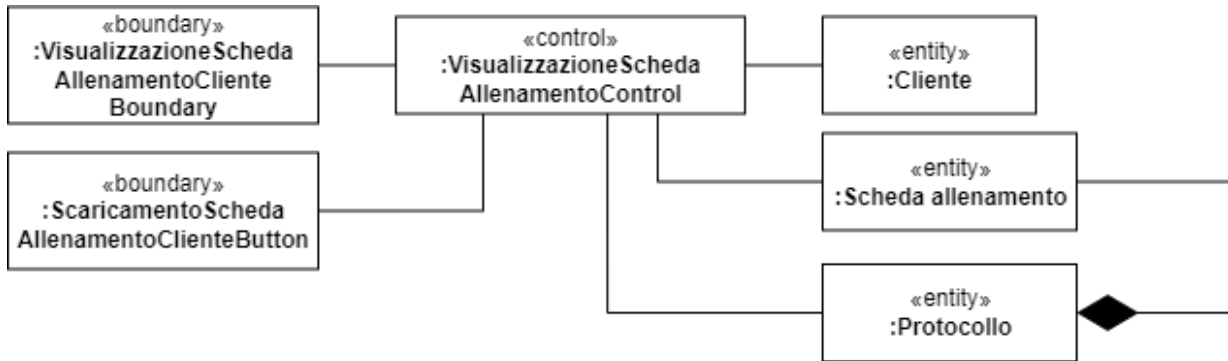 «boundary»
:VisualizzazioneScheda
AllenamentoCliente
Boundary
«control»
:VisualizzazioneScheda
AllenamentoControl
«entity»
:Cliente
«boundary»
:ScaricamentoScheda
AllenamentoClienteButton
«entity»
:Scheda allenamento
«entity»
:Protocollo